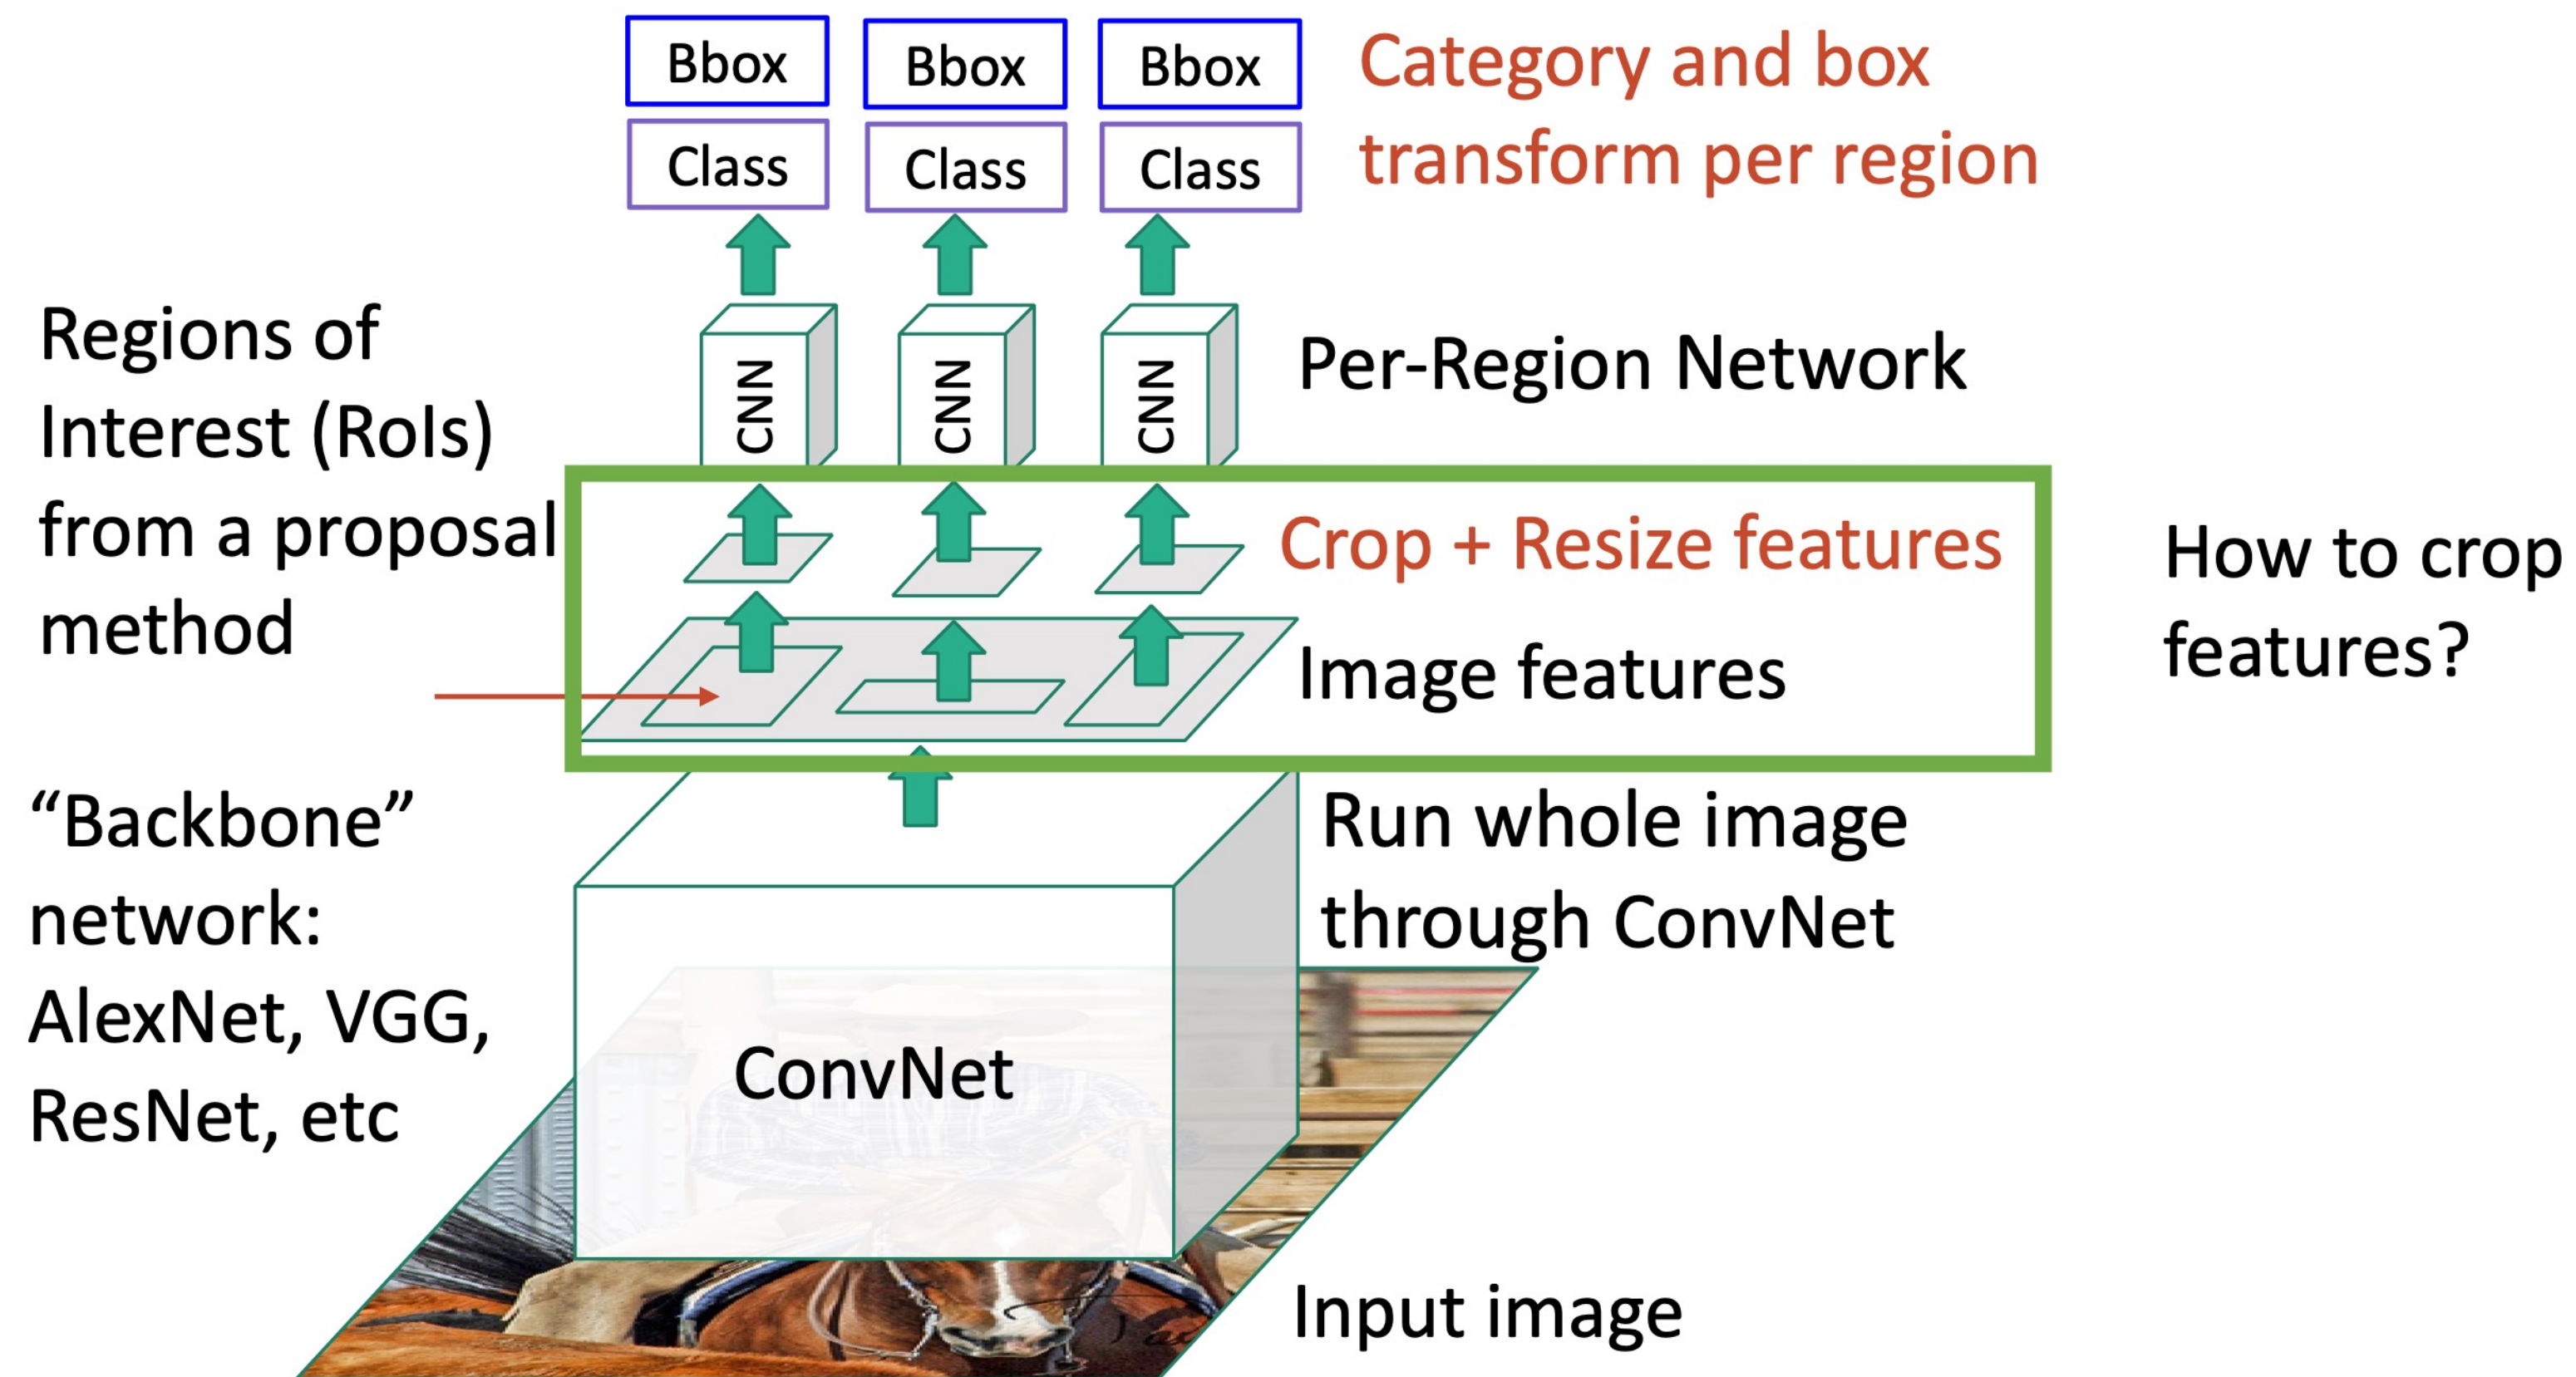 Bbox Bbox Bbox
Class Class Class
Category and box
transform per region
Regions of
Interest (RoIs)
from a proposal
method
CNN CNN CNN
Per-Region Network
Crop + Resize features
Image features
How to crop
features?
“Backbone”
network:
AlexNet, VGG,
ResNet, etc
Run whole image
through ConvNet
ConvNet
Input image